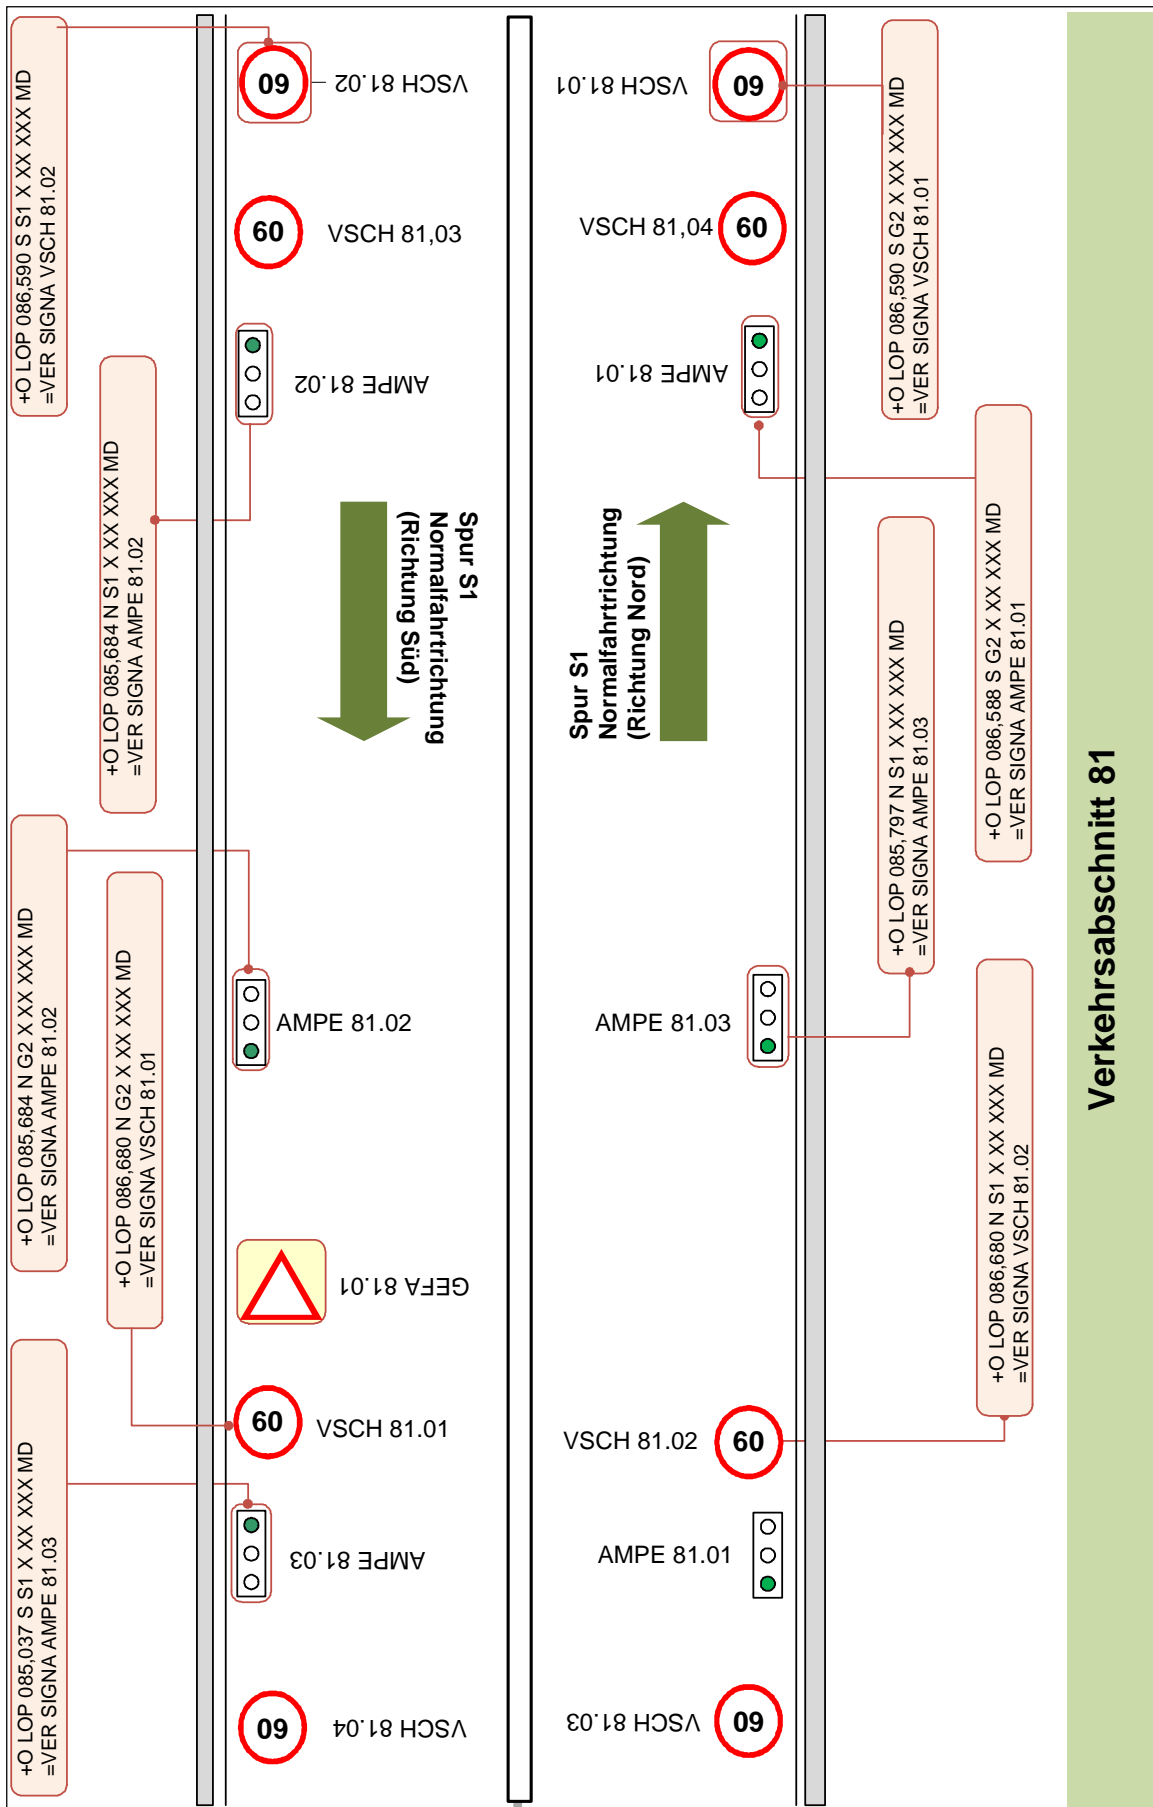 +O LOP 086,590 S S1 X XX XXX MD
=VER SIGNA VSCH 81.02
60
VSCH 81.02
VSCH 81.01
60
+O LOP 086,590 S G2 X XX XXX MD
=VER SIGNA VSCH 81.01
60
VSCH 81,03
VSCH 81,04
60
AMPE 81.02
AMPE 81.01
+O LOP 085,684 N S1 X XX XXX MD
=VER SIGNA AMPE 81.02
Spur S1
Normalfahrtrichtung
(Richtung Süd)
Spur S1
Normalfahrtrichtung
(Richtung Nord)
+O LOP 085,797 N S1 X XX XXX MD
=VER SIGNA AMPE 81.03
+O LOP 086,588 S G2 X XX XXX MD
=VER SIGNA AMPE 81.01
Verkehrsabschnitt 81
+O LOP 085,684 N G2 X XX XXX MD
=VER SIGNA AMPE 81.02
+O LOP 086,680 N G2 X XX XXX MD
=VER SIGNA VSCH 81.01
AMPE 81.02
AMPE 81.03
+O LOP 086,680 N S1 X XX XXX MD
=VER SIGNA VSCH 81.02
GEFA 81.01
60
VSCH 81.01
VSCH 81.02
60
+O LOP 085,037 S S1 X XX XXX MD
=VER SIGNA AMPE 81.03
AMPE 81.03
AMPE 81.01
60
VSCH 81.04
VSCH 81.03
60